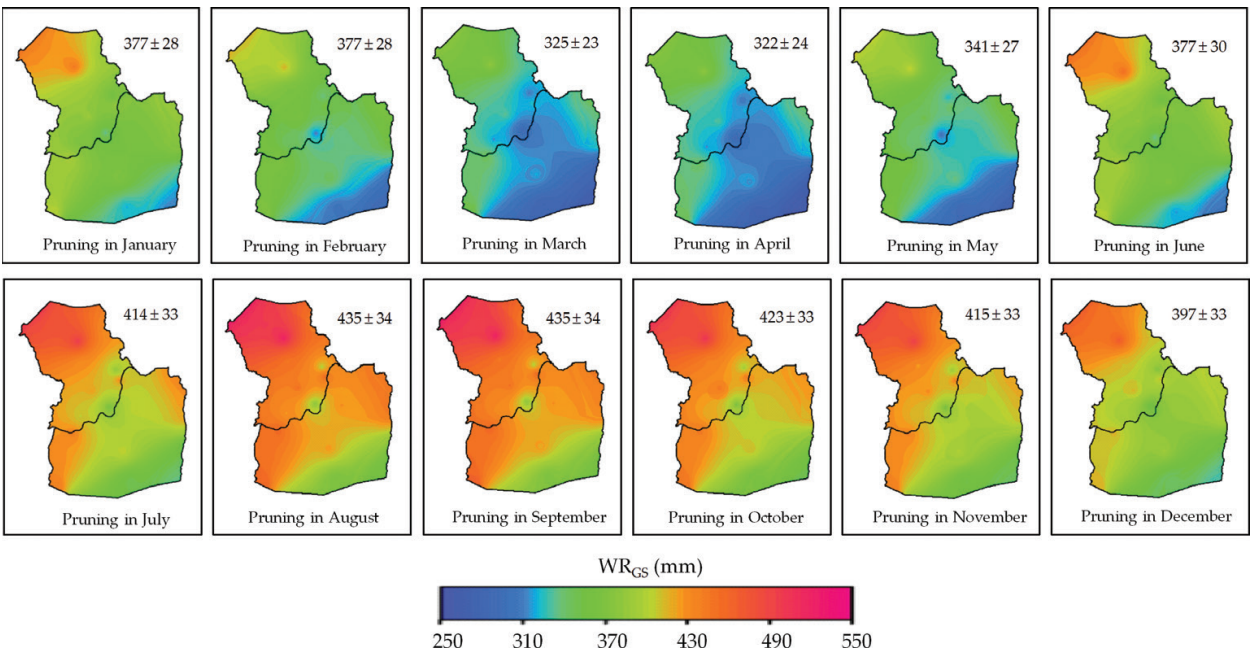 377 ± 28
Pruning in January
377 ± 28
Pruning in February
325 ± 23
Pruning in March
322 ± 24
Pruning in April
341 ± 27
Pruning in May
377 ± 30
Pruning in June
414 ± 33
Pruning in July
435 ± 34
Pruning in August
435 ± 34
Pruning in September
423 ± 33
Pruning in October
415 ± 33
Pruning in November
397 ± 33
Pruning in December
WR_GS (mm)
250 310 370 430 490 550